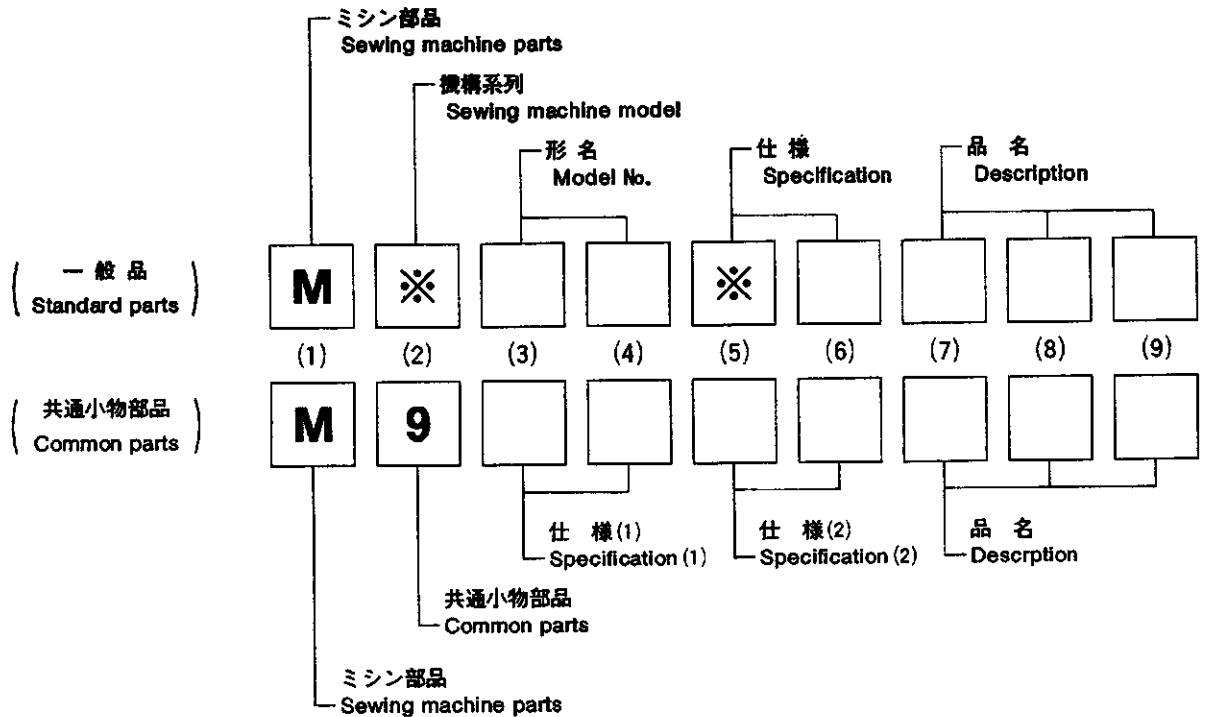 ミシン部品
Sewing machine parts
機構系列
Sewing machine model
形 名
Model No.
仕 様
Specification
品 名
Description
一 般 品
Standard parts
M ※ ※
(1) (2) (3) (4) (5) (6) (7) (8) (9)
共通小物部品
Common parts
M 9
仕 様(1)
Specification(1)
仕 様(2)
Specification(2)
品 名
Descrption
共通小物部品
Common parts
ミシン部品
Sewing machine parts